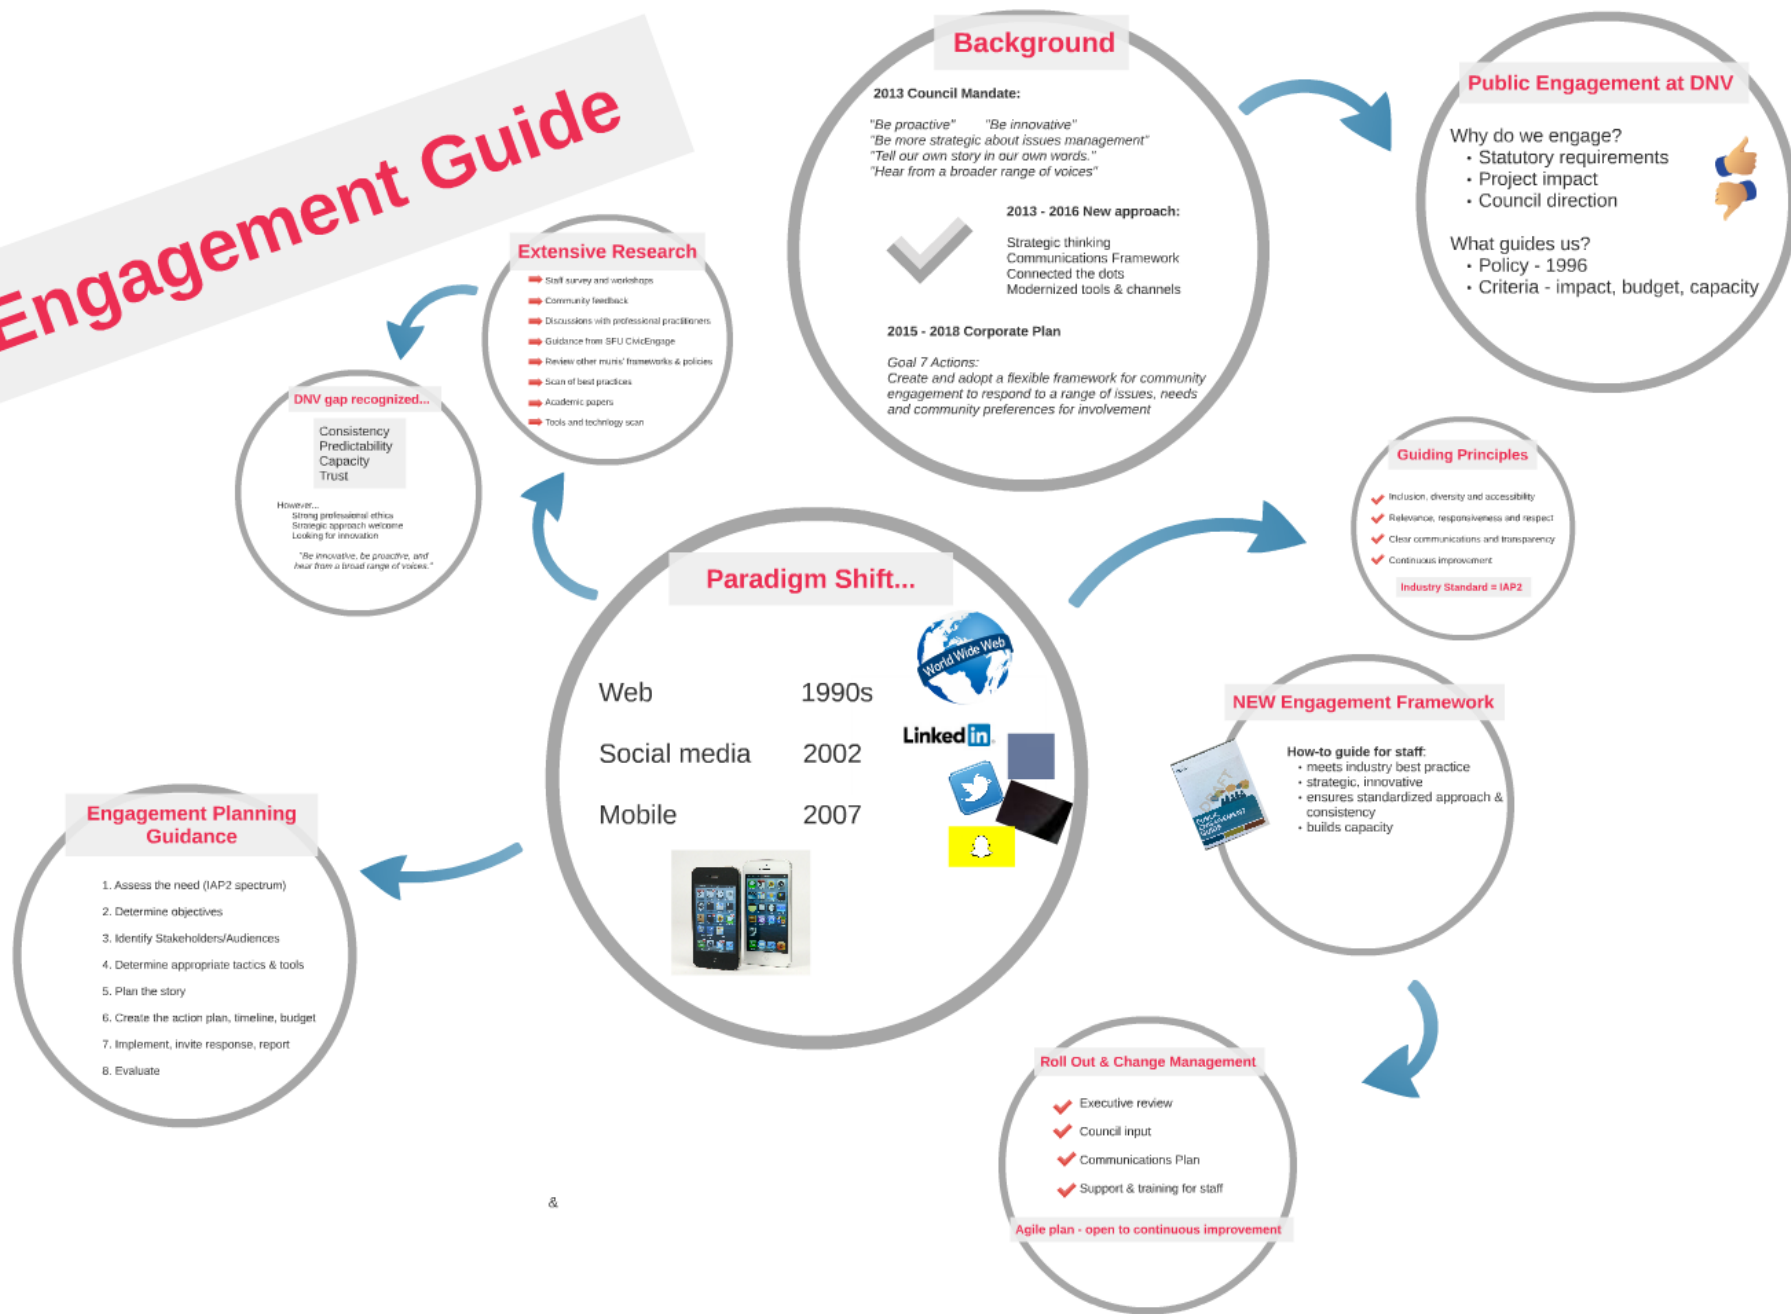 Engagement Guide
Background
2013 Council Mandate:
"Be proactive" "Be innovative"
"Be more strategic about issues management"
"Tell our own story in our own words."
"Hear from a broader range of voices"
2013 - 2016 New approach:
Strategic thinking
Communications Framework
Connected the dots
Modernized tools & channels
2015 - 2018 Corporate Plan
Goal 7 Actions:
Create and adopt a flexible framework for community
engagement to respond to a range of issues, needs
and community preferences for involvement
Public Engagement at DNV
Why do we engage?
• Statutory requirements
• Project impact
• Council direction
What guides us?
• Policy - 1996
• Criteria - impact, budget, capacity
Paradigm Shift...
Web 1990s
Social media 2002
Mobile 2007
World Wide Web
Linked in
Extensive Research
Staff survey and workshops
Community feedback
Discussions with professional practitioners
Guidance from SFU CivicEngage
Review other munis' frameworks & policies
Scan of best practices
Academic papers
Tools and technlogy scan
DNV gap recognized...
Consistency
Predictability
Capacity
Trust
However...
Strong professional ethics
Strategic approach welcome
Looking for innovation
"Be innovative, be proactive, and
hear from a broad range of voices."
Guiding Principles
Inclusion, diversity and accessibility
Relevance, responsiveness and respect
Clear communications and transparency
Continuous improvement
Industry Standard = IAP2
NEW Engagement Framework
PUBLIC
ENGAGEMENT
GUIDE
How-to guide for staff:
• meets industry best practice
• strategic, innovative
• ensures standardized approach &
consistency
• builds capacity
Roll Out & Change Management
Executive review
Council input
Communications Plan
Support & training for staff
Agile plan - open to continuous improvement
Engagement Planning
Guidance
1. Assess the need (IAP2 spectrum)
2. Determine objectives
3. Identify Stakeholders/Audiences
4. Determine appropriate tactics & tools
5. Plan the story
6. Create the action plan, timeline, budget
7. Implement, invite response, report
8. Evaluate
&